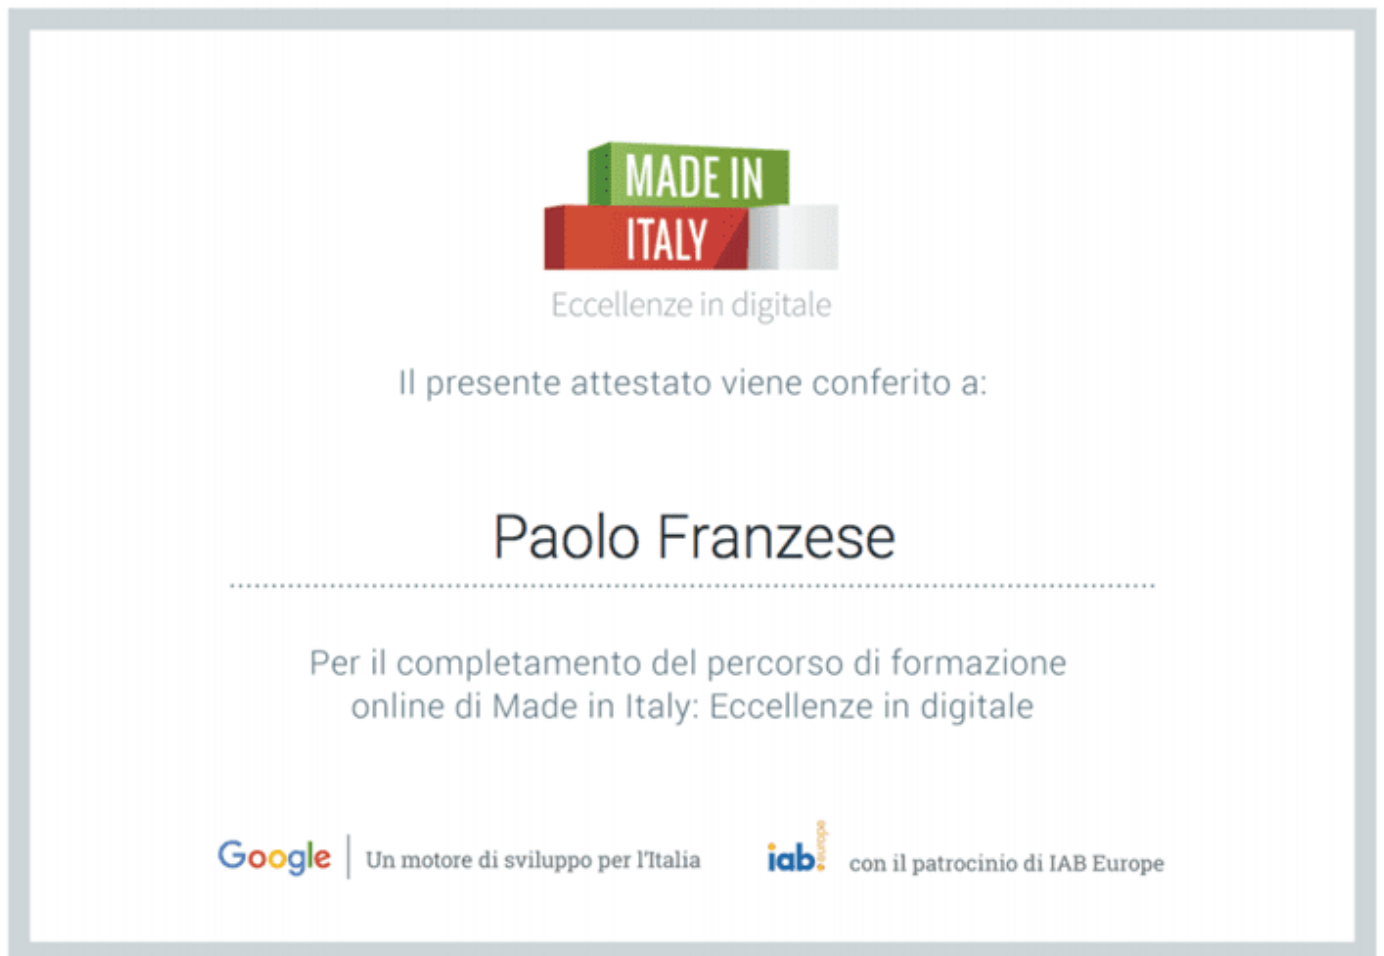 MADE IN
ITALY
Eccellenze in digitale
Il presente attestato viene conferito a:
Paolo Franzese
Per il completamento del percorso di formazione
online di Made in Italy: Eccellenze in digitale
Google | Un motore di sviluppo per l'Italia
iab europe con il patrocinio di IAB Europe